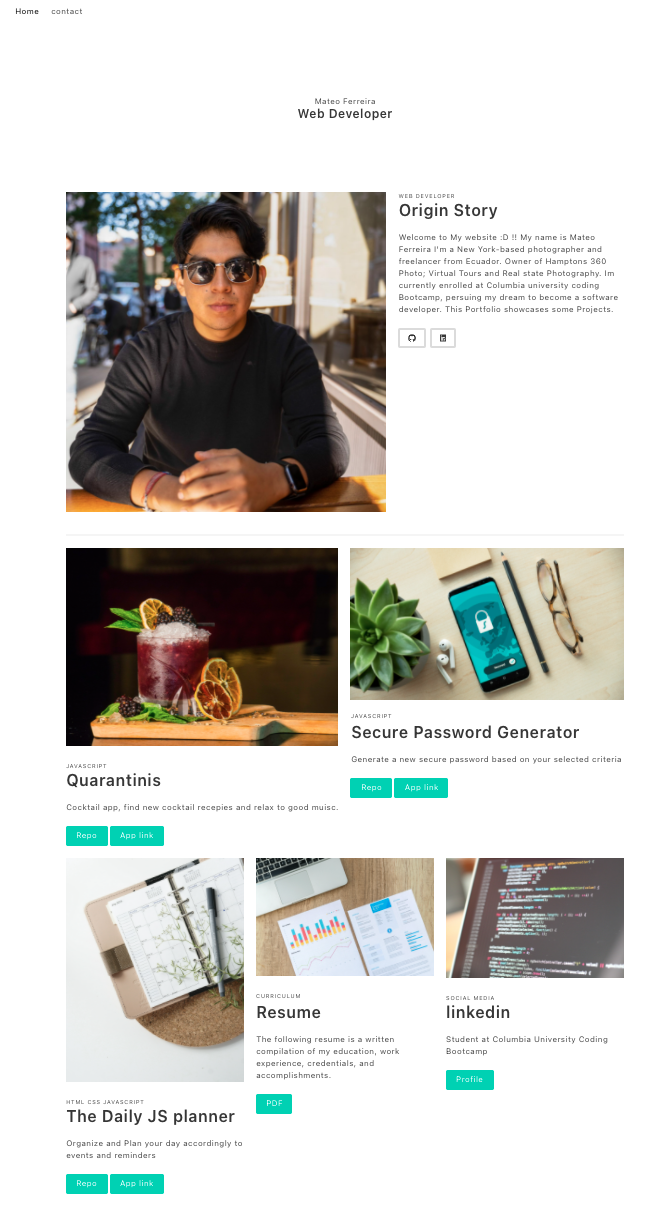 Home contact
Mateo Ferreira
Web Developer
WEB DEVELOPER
Origin Story
Welcome to My website :D !! My name is Mateo
Ferreira I'm a New York-based photographer and
freelancer from Ecuador. Owner of Hamptons 360
Photo; Virtual Tours and Real state Photography. Im
currently enrolled at Columbia university coding
Bootcamp, persuing my dream to become a software
developer. This Portfolio showcases some Projects.
JAVASCRIPT
Quarantinis
Cocktail app, find new cocktail recepies and relax to good muisc.
Repo App link
JAVASCRIPT
Secure Password Generator
Generate a new secure password based on your selected criteria
Repo App link
HTML CSS JAVASCRIPT
The Daily JS planner
Organize and Plan your day accordingly to
events and reminders
Repo App link
CURRICULUM
Resume
The following resume is a written
compilation of my education, work
experience, credentials, and
accomplishments.
PDF
SOCIAL MEDIA
linkedin
Student at Columbia University Coding
Bootcamp
Profile